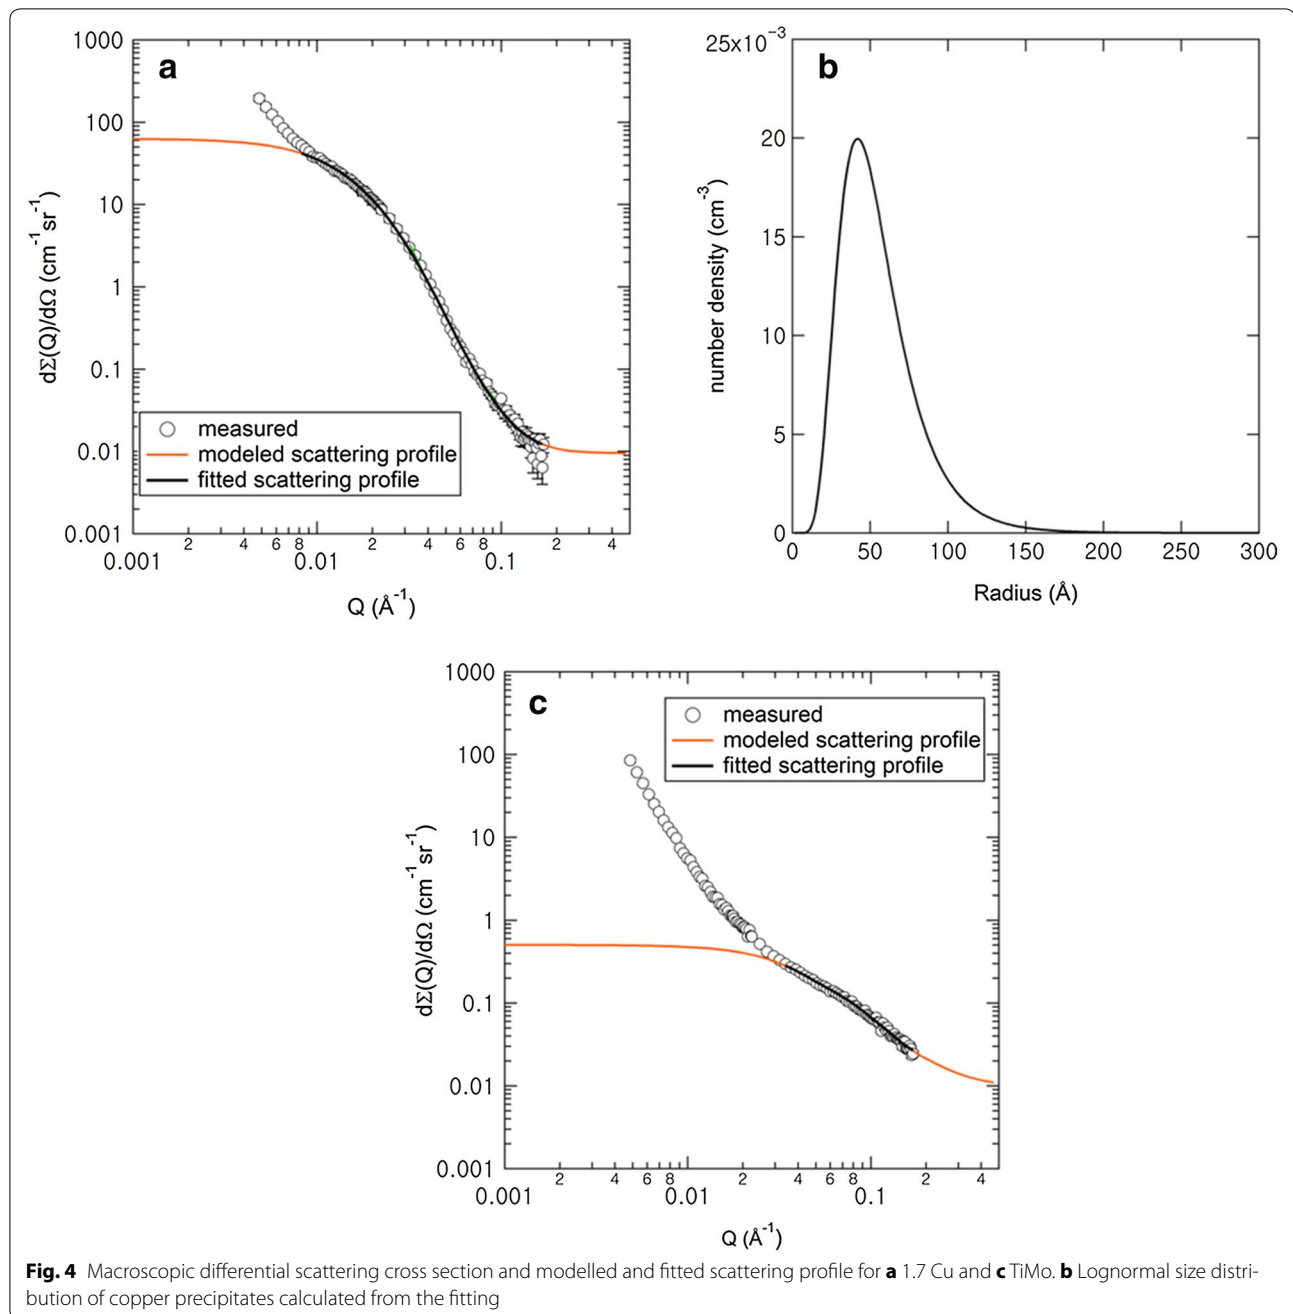 1000
100
10
1
0.1
0.01
0.001
dΣ(Q)/dΩ (cm⁻¹ sr⁻¹)
a
measured
modeled scattering profile
fitted scattering profile
2 4 6 8 2 4 6 8 2 4
0.001 0.01 0.1
Q (Å⁻¹)
25x10⁻³
20
15
10
5
0
number density (cm⁻³)
b
0 50 100 150 200 250 300
Radius (Å)
1000
100
10
1
0.1
0.01
0.001
dΣ(Q)/dΩ (cm⁻¹sr⁻¹)
c
measured
modeled scattering profile
fitted scattering profile
2 4 6 8 2 4 6 8 2 4
0.001 0.01 0.1
Q (Å⁻¹)
Fig. 4 Macroscopic differential scattering cross section and modelled and fitted scattering profile for a 1.7 Cu and c TiMo. b Lognormal size distri-
bution of copper precipitates calculated from the fitting